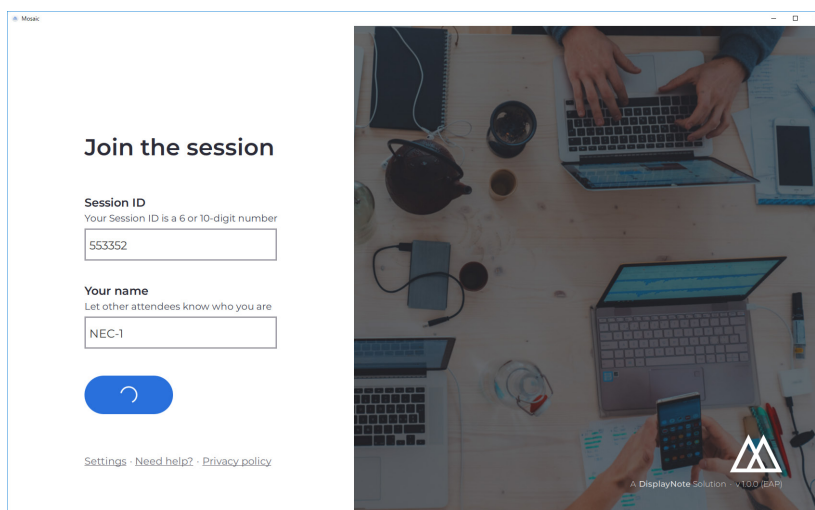 Mosaic
Join the session
Session ID
Your Session ID is a 6 or 10-digit number
553352
Your name
Let other attendees know who you are
NEC-1
Settings · Need help? · Privacy policy
A DisplayNote Solution - v 1.0.0 (EAP)